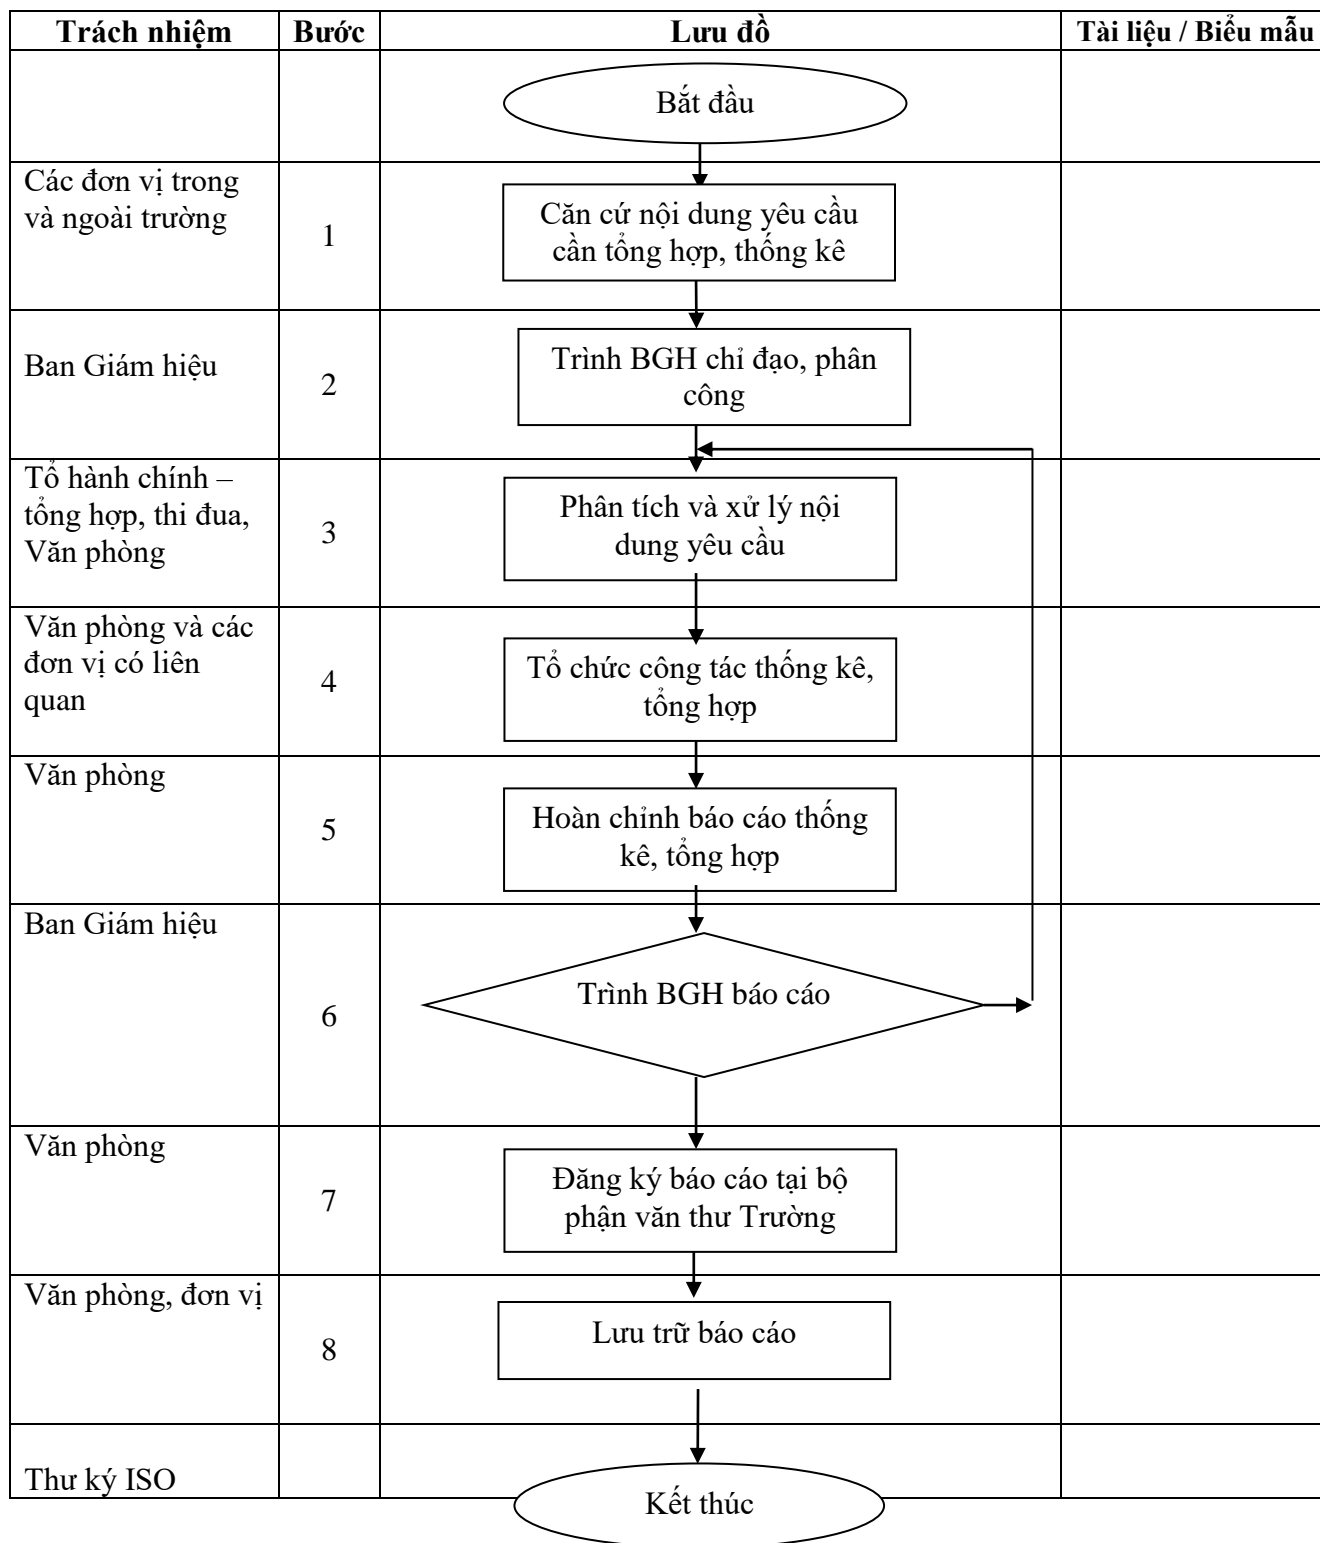 Trách nhiệm Bước Lưu đồ Tài liệu / Biểu mẫu
Bắt đầu
Các đơn vị trong
và ngoài trường
1
Căn cứ nội dung yêu cầu
cần tổng hợp, thống kê
Ban Giám hiệu
2
Trình BGH chỉ đạo, phân
công
Tổ hành chính –
tổng hợp, thi đua,
Văn phòng
3
Phân tích và xử lý nội
dung yêu cầu
Văn phòng và các
đơn vị có liên
quan
4
Tổ chức công tác thống kê,
tổng hợp
Văn phòng
5
Hoàn chỉnh báo cáo thống
kê, tổng hợp
Ban Giám hiệu
6
Trình BGH báo cáo
Văn phòng
7
Đăng ký báo cáo tại bộ
phận văn thư Trường
Văn phòng, đơn vị
8
Lưu trữ báo cáo
Thư ký ISO
Kết thúc